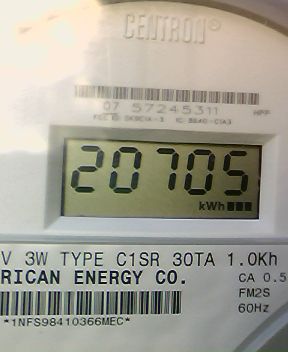 CENTRON®
07 57245311 HPF
20705
kWh
V 3W TYPE C1SR 30TA 1.0Kh
RICAN ENERGY CO. CA 0.5
FM2S
*1NFS98410366MEC* 60Hz